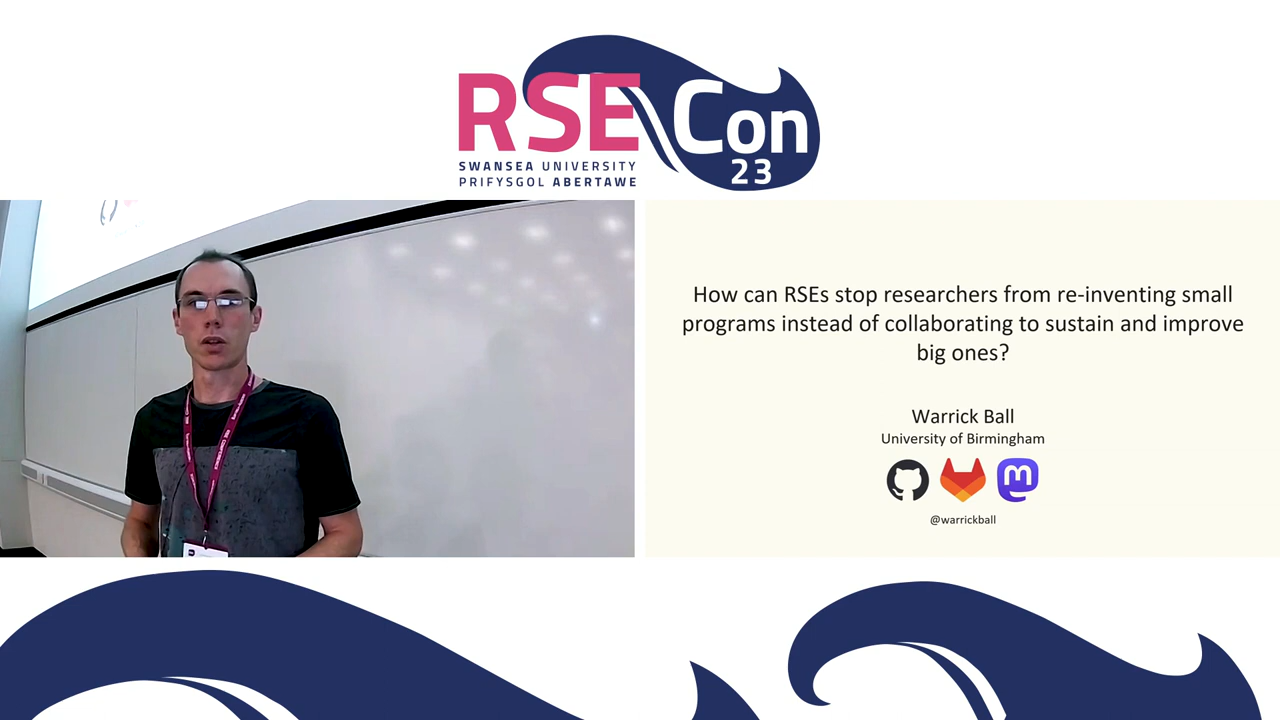 RSE Con
23
SWANSEA UNIVERSITY
PRIFYSGOL ABERTAWE
How can RSEs stop researchers from re-inventing small
programs instead of collaborating to sustain and improve
big ones?
Warrick Ball
University of Birmingham
@warrickball